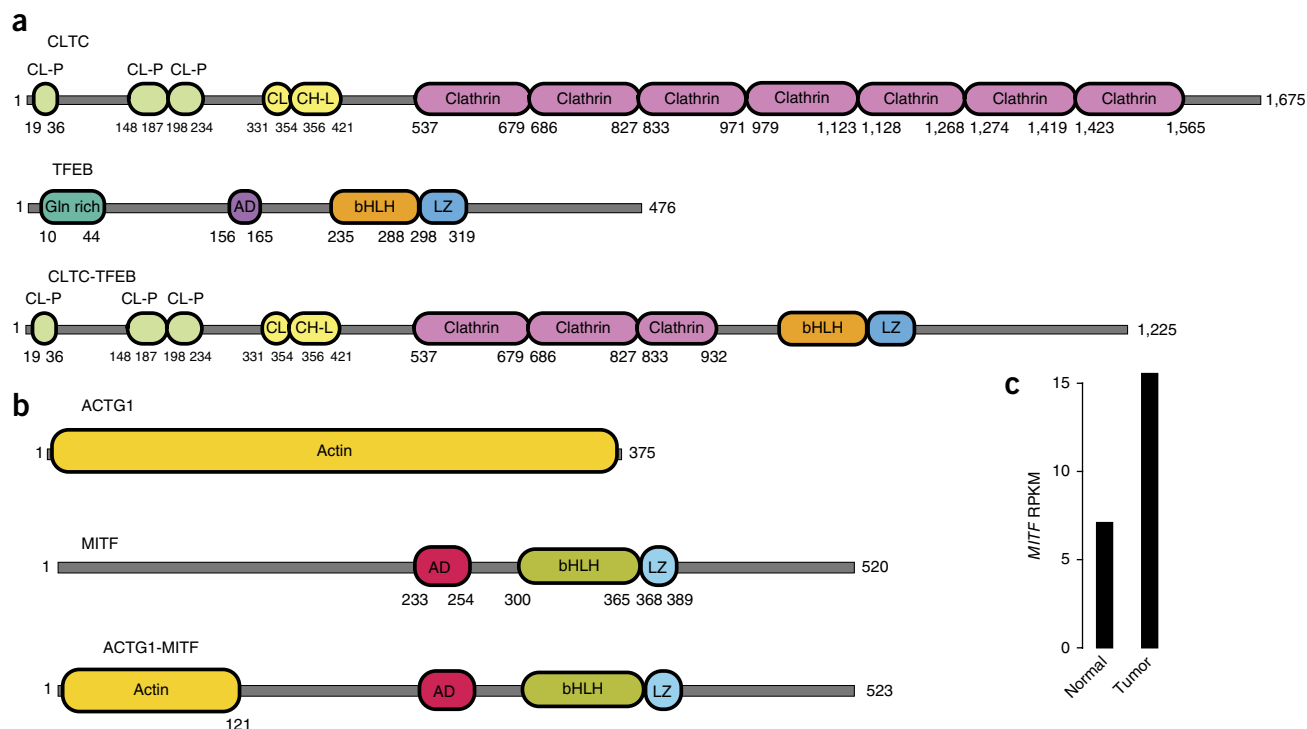 a
CLTC
CL-P CL-P CL-P
1 CL CH-L Clathrin Clathrin Clathrin Clathrin Clathrin Clathrin Clathrin 1,675
19 36 148 187 198 234 331 354 356 421 537 679 686 827 833 971 979 1,123 1,128 1,268 1,274 1,419 1,423 1,565
TFEB
1 Gln rich AD bHLH LZ 476
10 44 156 165 235 288 298 319
CLTC-TFEB
CL-P CL-P CL-P
1 CL CH-L Clathrin Clathrin Clathrin bHLH LZ 1,225
19 36 148 187 198 234 331 354 356 421 537 679 686 827 833 932
b
ACTG1
1 Actin 375
MITF
1 AD bHLH LZ 520
233 254 300 365 368 389
ACTG1-MITF
1 Actin AD bHLH LZ 523
121
c
MITF RPKM
15
10
5
0
Normal Tumor